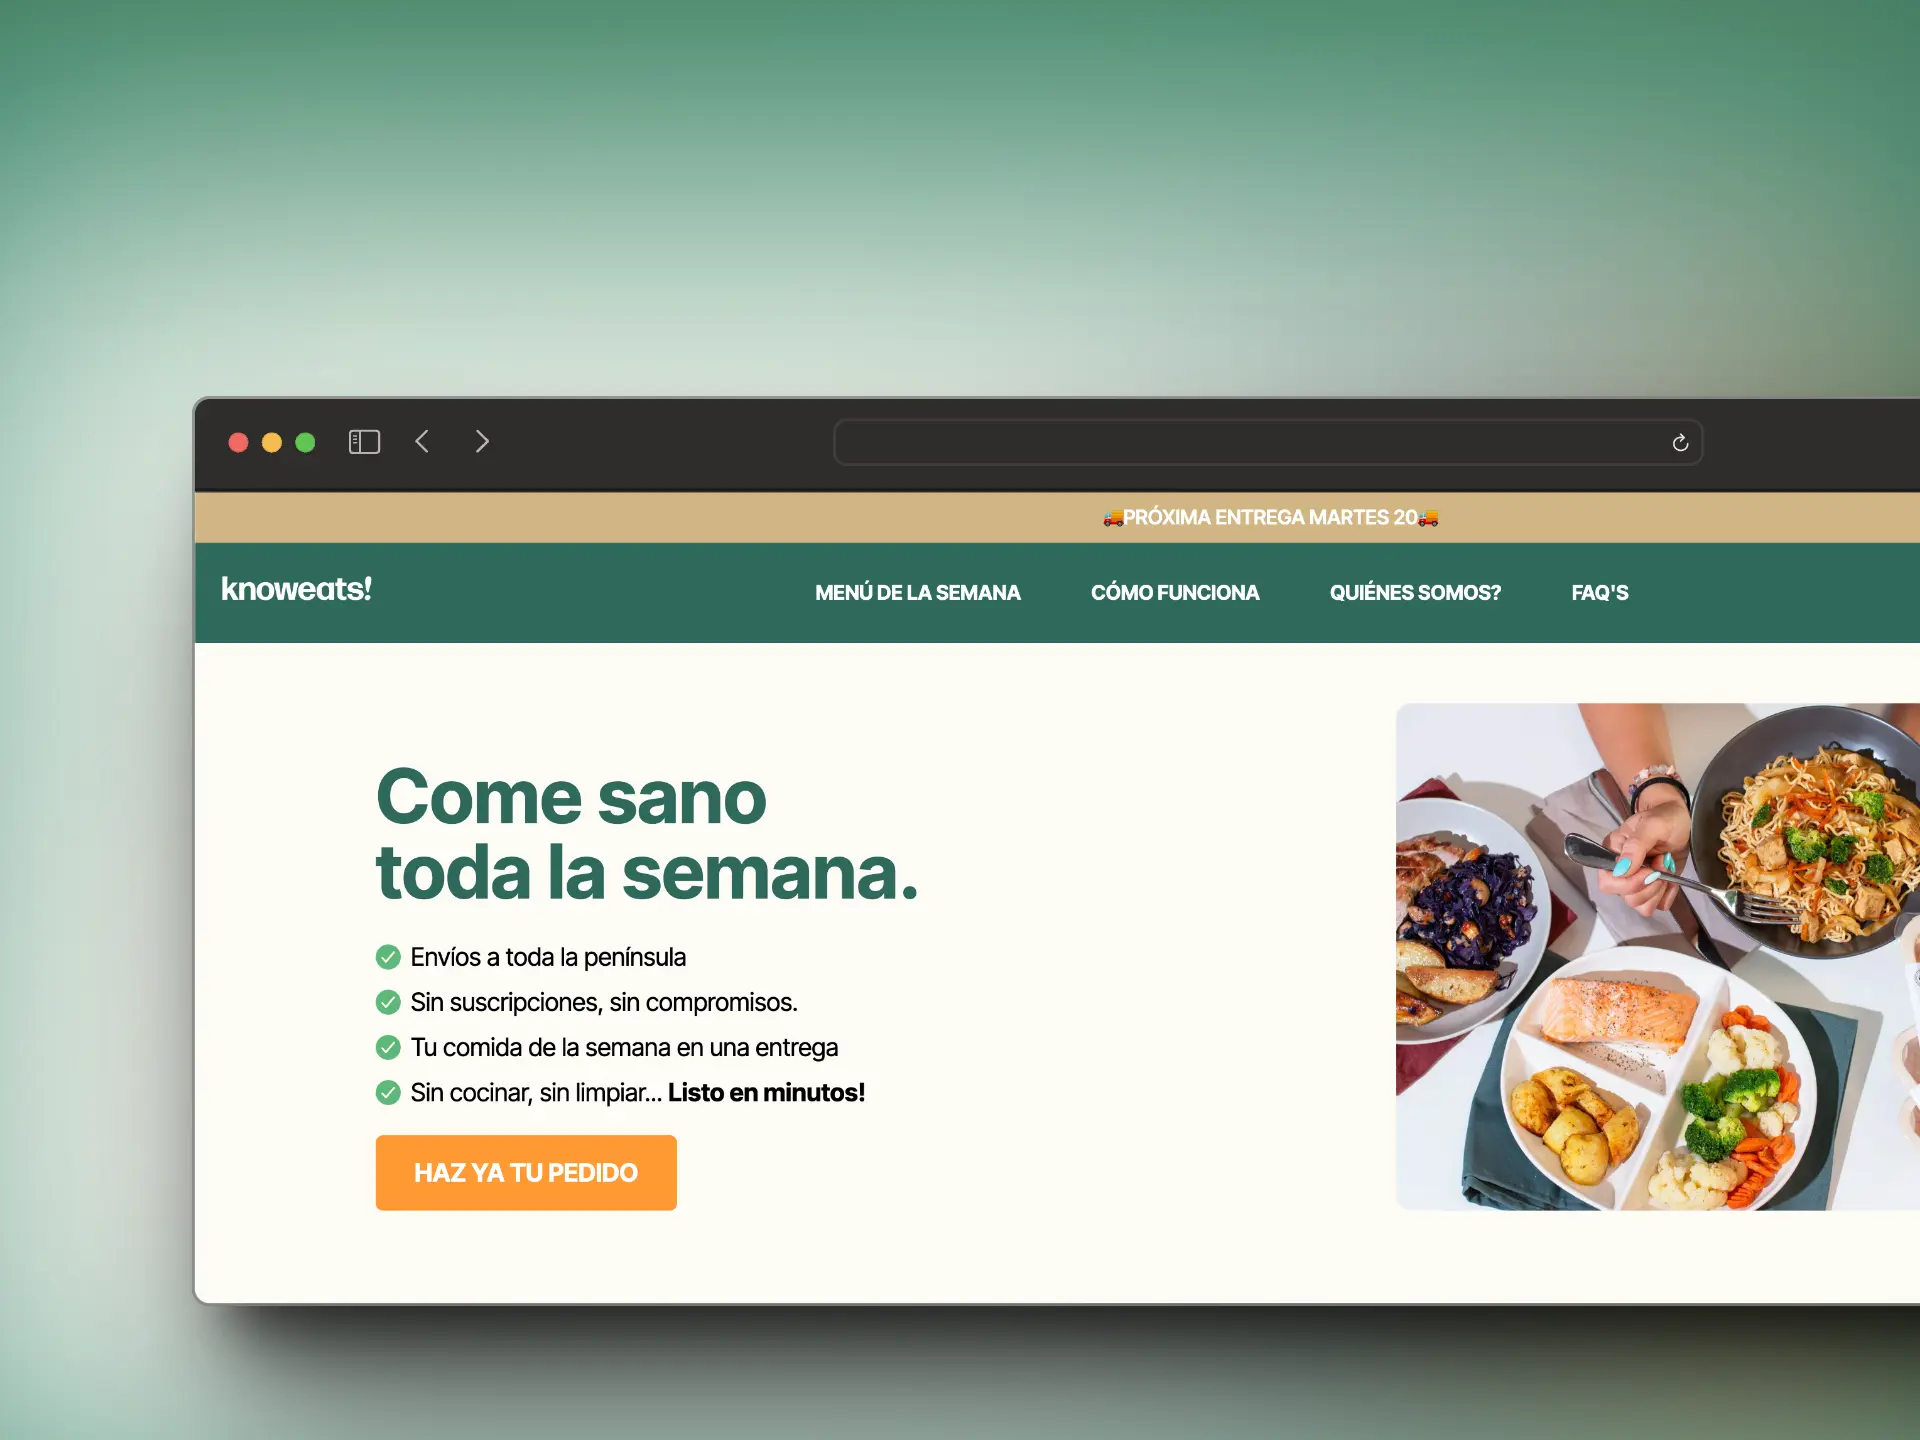 🚚PRÓXIMA ENTREGA MARTES 20🚚
knoweats!
MENÚ DE LA SEMANA
CÓMO FUNCIONA
QUIÉNES SOMOS?
FAQ'S
Come sano
toda la semana.
Envíos a toda la península
Sin suscripciones, sin compromisos.
Tu comida de la semana en una entrega
Sin cocinar, sin limpiar... Listo en minutos!
HAZ YA TU PEDIDO